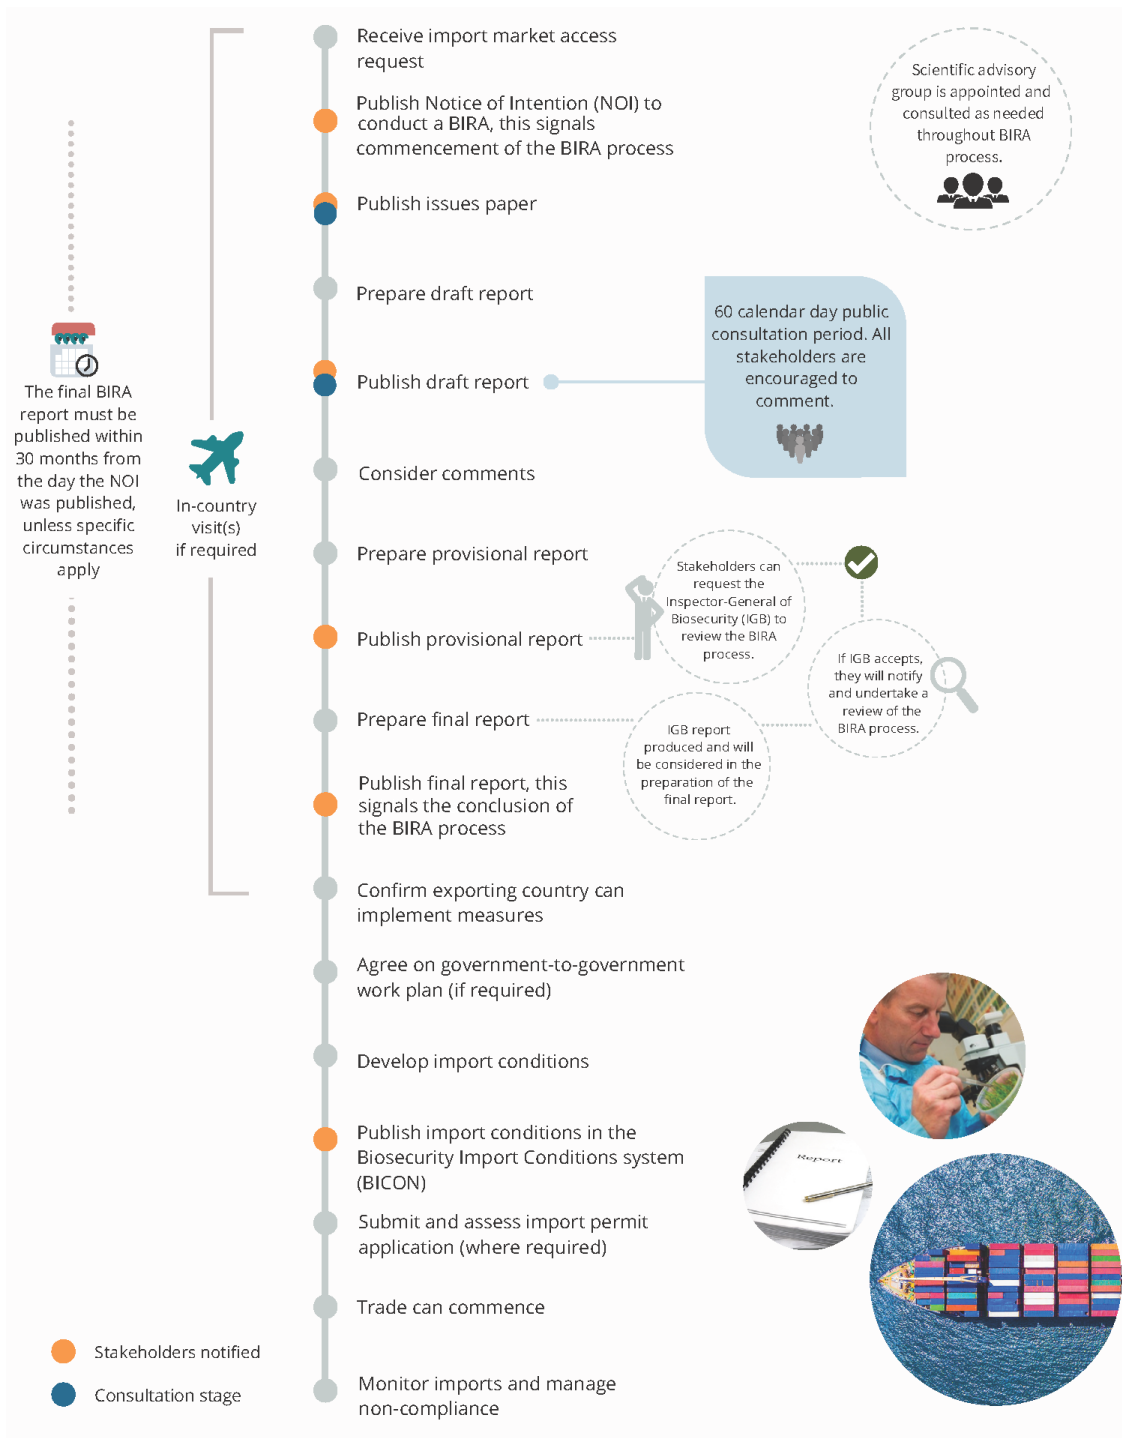 Receive import market access
request
Publish Notice of Intention (NOI) to
conduct a BIRA, this signals
commencement of the BIRA process
Publish issues paper
Prepare draft report
Publish draft report
Consider comments
Prepare provisional report
Publish provisional report
Prepare final report
Publish final report, this
signals the conclusion of
the BIRA process
Confirm exporting country can
implement measures
Agree on government-to-government
work plan (if required)
Develop import conditions
Publish import conditions in the
Biosecurity Import Conditions system
(BICON)
Submit and assess import permit
application (where required)
Trade can commence
Monitor imports and manage
non-compliance
The final BIRA
report must be
published within
30 months from
the day the NOI
was published,
unless specific
circumstances
apply
In-country
visit(s)
if required
Scientific advisory
group is appointed and
consulted as needed
throughout BIRA
process.
60 calendar day public
consultation period. All
stakeholders are
encouraged to
comment.
Stakeholders can
request the
Inspector-General of
Biosecurity (IGB) to
review the BIRA
process.
If IGB accepts,
they will notify
and undertake a
review of the
BIRA process.
IGB report
produced and will
be considered in the
preparation of the
final report.
Report
Stakeholders notified
Consultation stage